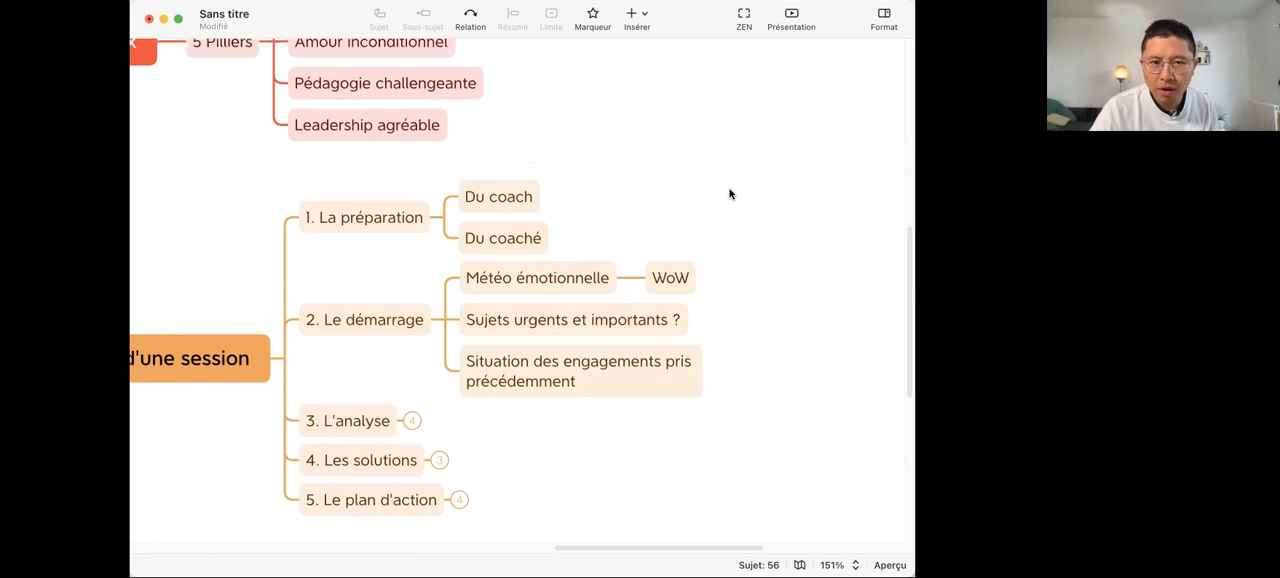 Sans titre
Modifié
Sujet
Sous-sujet
Relation
Résumé
Limite
Marqueur
Insérer
ZEN
Présentation
Format
5 Pilliers
Amour inconditionnel
Pédagogie challengeante
Leadership agréable
1. La préparation
Du coach
Du coaché
2. Le démarrage
Météo émotionnelle
WoW
Sujets urgents et importants ?
Situation des engagements pris
précédemment
d'une session
3. L'analyse
4
4. Les solutions
3
5. Le plan d'action
4
Sujet: 56
151%
Aperçu